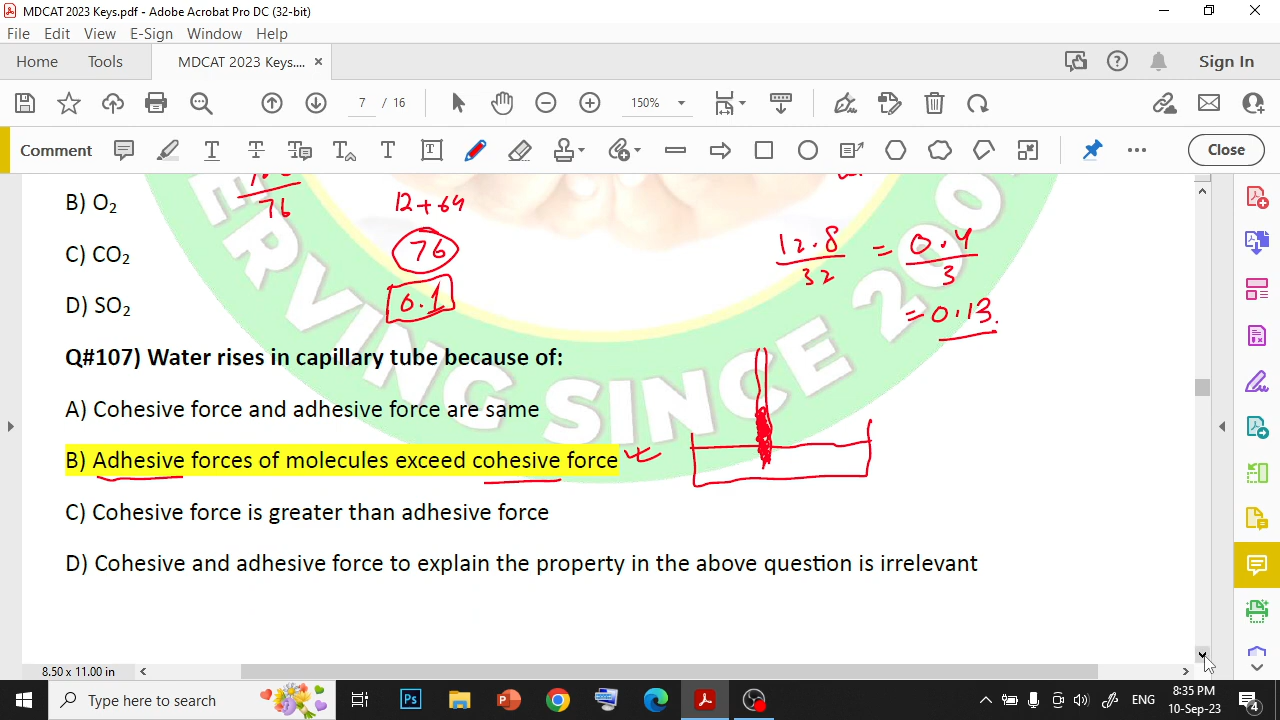 MDCAT 2023 Keys.pdf - Adobe Acrobat Pro DC (32-bit)
File Edit View E-Sign Window Help
Home Tools MDCAT 2023 Keys.... × Sign In
7 / 16 150%
Comment Close
B) O₂
76
12 + 64
C) CO₂
76
12.8 / 32 = 0.4 / 3
D) SO₂
0.1
= 0.13.
ERVING SINCE 200
Q#107) Water rises in capillary tube because of:
A) Cohesive force and adhesive force are same
B) Adhesive forces of molecules exceed cohesive force
C) Cohesive force is greater than adhesive force
D) Cohesive and adhesive force to explain the property in the above question is irrelevant
8.50 x 11.00 in
Type here to search
Ps
ENG
8:35 PM
10-Sep-23
4